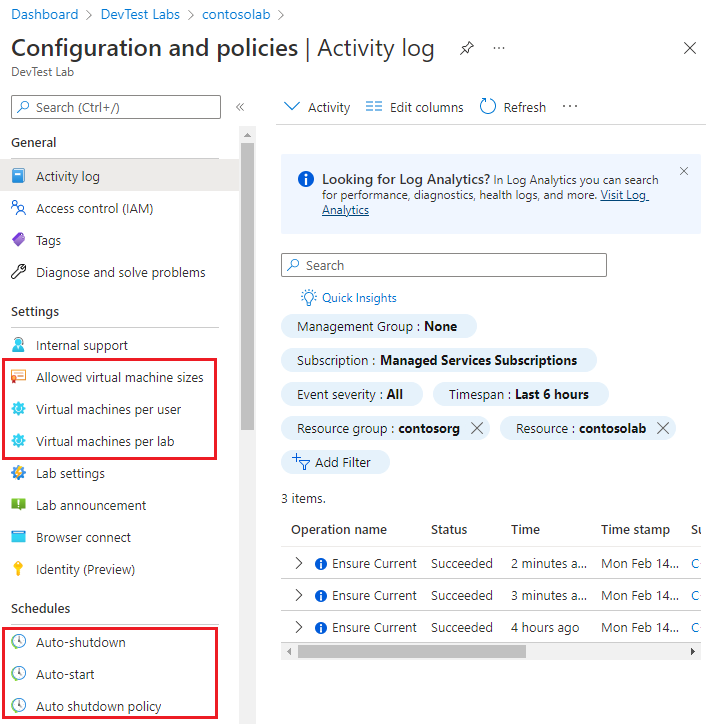 Dashboard > DevTest Labs > contosolab >
Configuration and policies | Activity log
DevTest Lab
Search (Ctrl+/)
General
Activity log
Access control (IAM)
Tags
Diagnose and solve problems
Settings
Internal support
Allowed virtual machine sizes
Virtual machines per user
Virtual machines per lab
Lab settings
Lab announcement
Browser connect
Identity (Preview)
Schedules
Auto-shutdown
Auto-start
Auto shutdown policy
Activity Edit columns Refresh ...
Looking for Log Analytics? In Log Analytics you can search
for performance, diagnostics, health logs, and more. Visit Log
Analytics
Search
Quick Insights
Management Group : None
Subscription : Managed Services Subscriptions
Event severity : All Timespan : Last 6 hours
Resource group : contosorg Resource : contosolab
Add Filter
3 items.
Operation name Status Time Time stamp Su
Ensure Current Succeeded 2 minutes a... Mon Feb 14...
Ensure Current Succeeded 3 minutes a... Mon Feb 14...
Ensure Current Succeeded 4 hours ago Mon Feb 14...